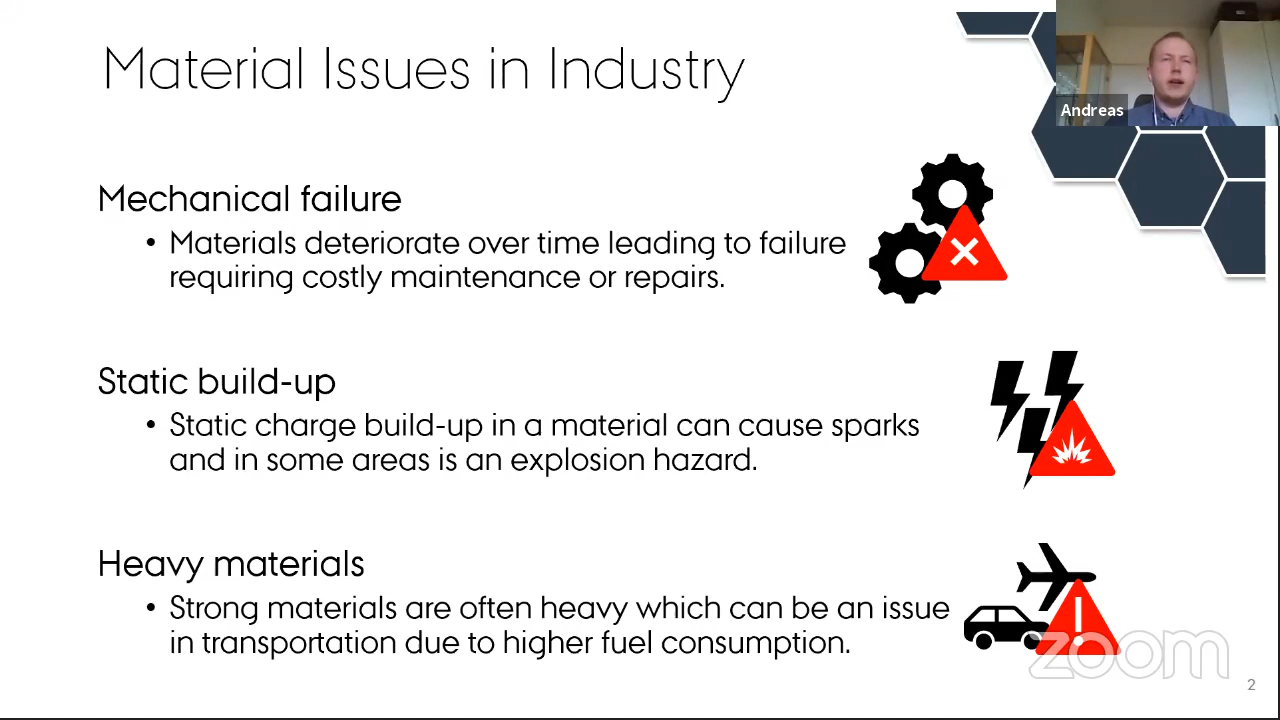 Material Issues in Industry
Andreas
Mechanical failure
• Materials deteriorate over time leading to failure
requiring costly maintenance or repairs.
Static build-up
• Static charge build-up in a material can cause sparks
and in some areas is an explosion hazard.
Heavy materials
• Strong materials are often heavy which can be an issue
in transportation due to higher fuel consumption.
zoom
2